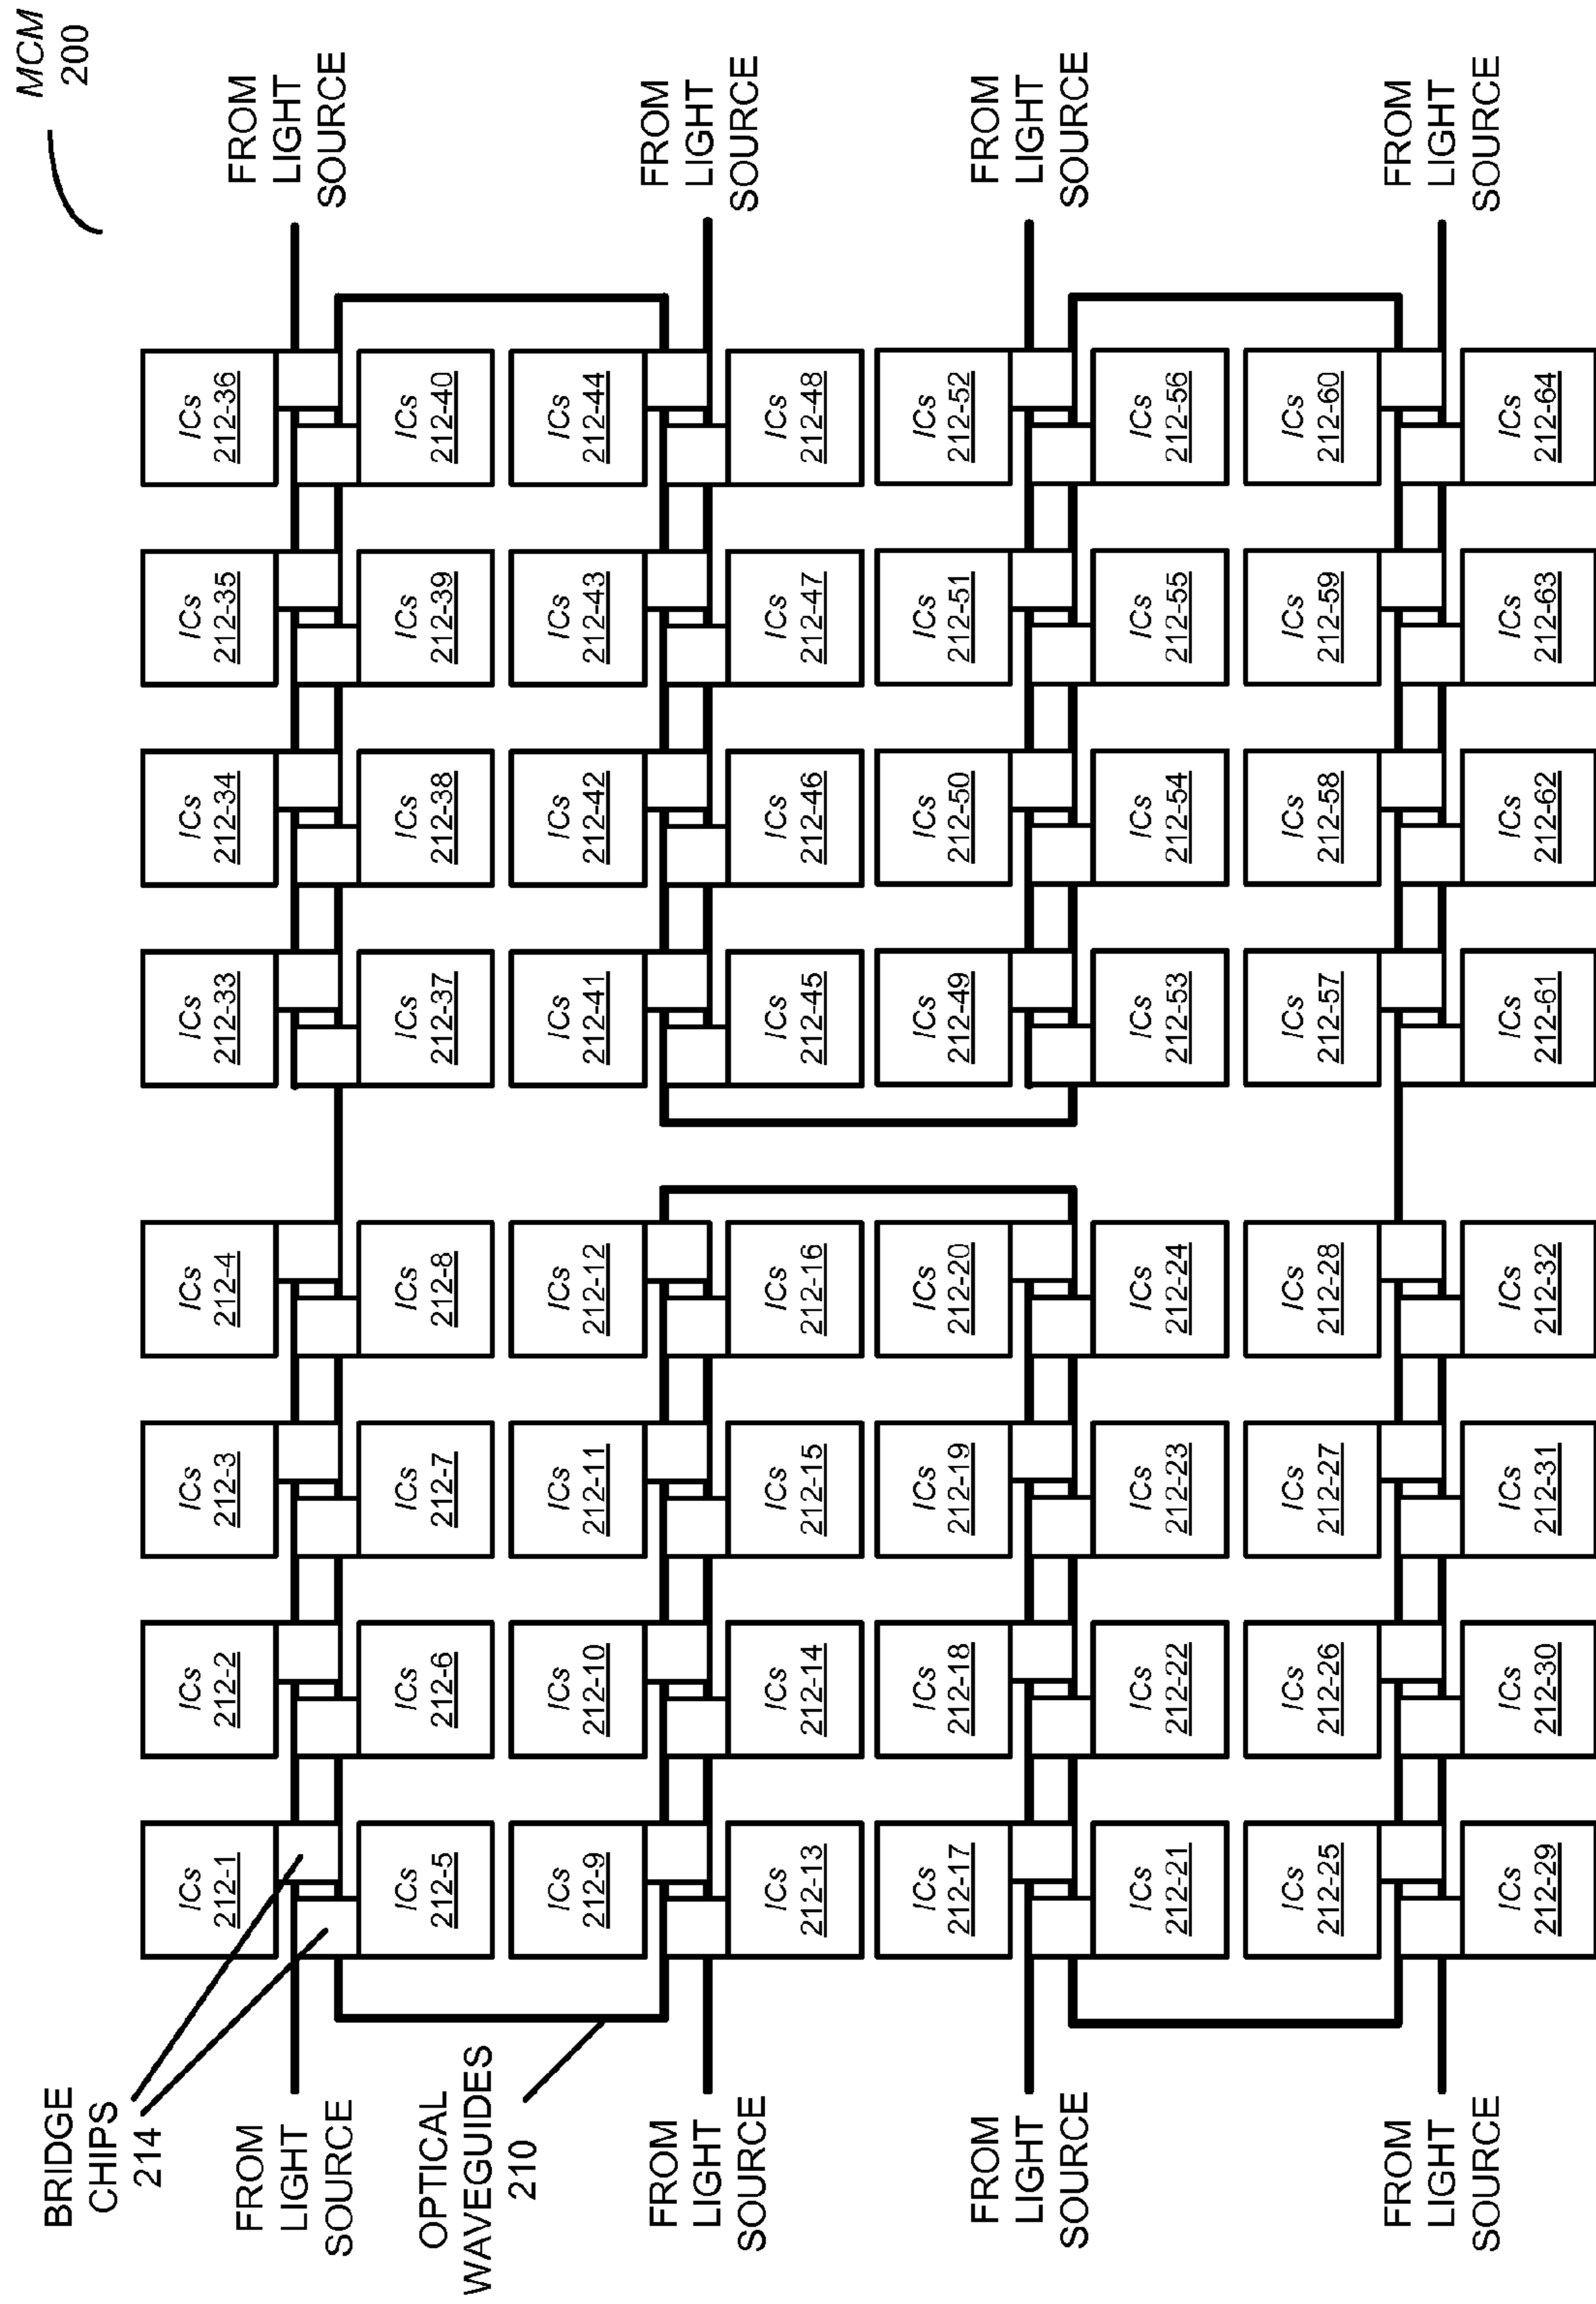 MCM
200
BRIDGE
CHIPS
214
FROM
LIGHT
SOURCE
ICs
212-1
ICs
212-2
ICs
212-3
ICs
212-4
ICs
212-33
ICs
212-34
ICs
212-35
ICs
212-36
FROM
LIGHT
SOURCE
OPTICAL
WAVEGUIDES
210
ICs
212-5
ICs
212-6
ICs
212-7
ICs
212-8
ICs
212-37
ICs
212-38
ICs
212-39
ICs
212-40
ICs
212-9
ICs
212-10
ICs
212-11
ICs
212-12
ICs
212-41
ICs
212-42
ICs
212-43
ICs
212-44
FROM
LIGHT
SOURCE
FROM
LIGHT
SOURCE
ICs
212-13
ICs
212-14
ICs
212-15
ICs
212-16
ICs
212-45
ICs
212-46
ICs
212-47
ICs
212-48
ICs
212-17
ICs
212-18
ICs
212-19
ICs
212-20
ICs
212-49
ICs
212-50
ICs
212-51
ICs
212-52
FROM
LIGHT
SOURCE
FROM
LIGHT
SOURCE
ICs
212-21
ICs
212-22
ICs
212-23
ICs
212-24
ICs
212-53
ICs
212-54
ICs
212-55
ICs
212-56
ICs
212-25
ICs
212-26
ICs
212-27
ICs
212-28
ICs
212-57
ICs
212-58
ICs
212-59
ICs
212-60
FROM
LIGHT
SOURCE
FROM
LIGHT
SOURCE
ICs
212-29
ICs
212-30
ICs
212-31
ICs
212-32
ICs
212-61
ICs
212-62
ICs
212-63
ICs
212-64